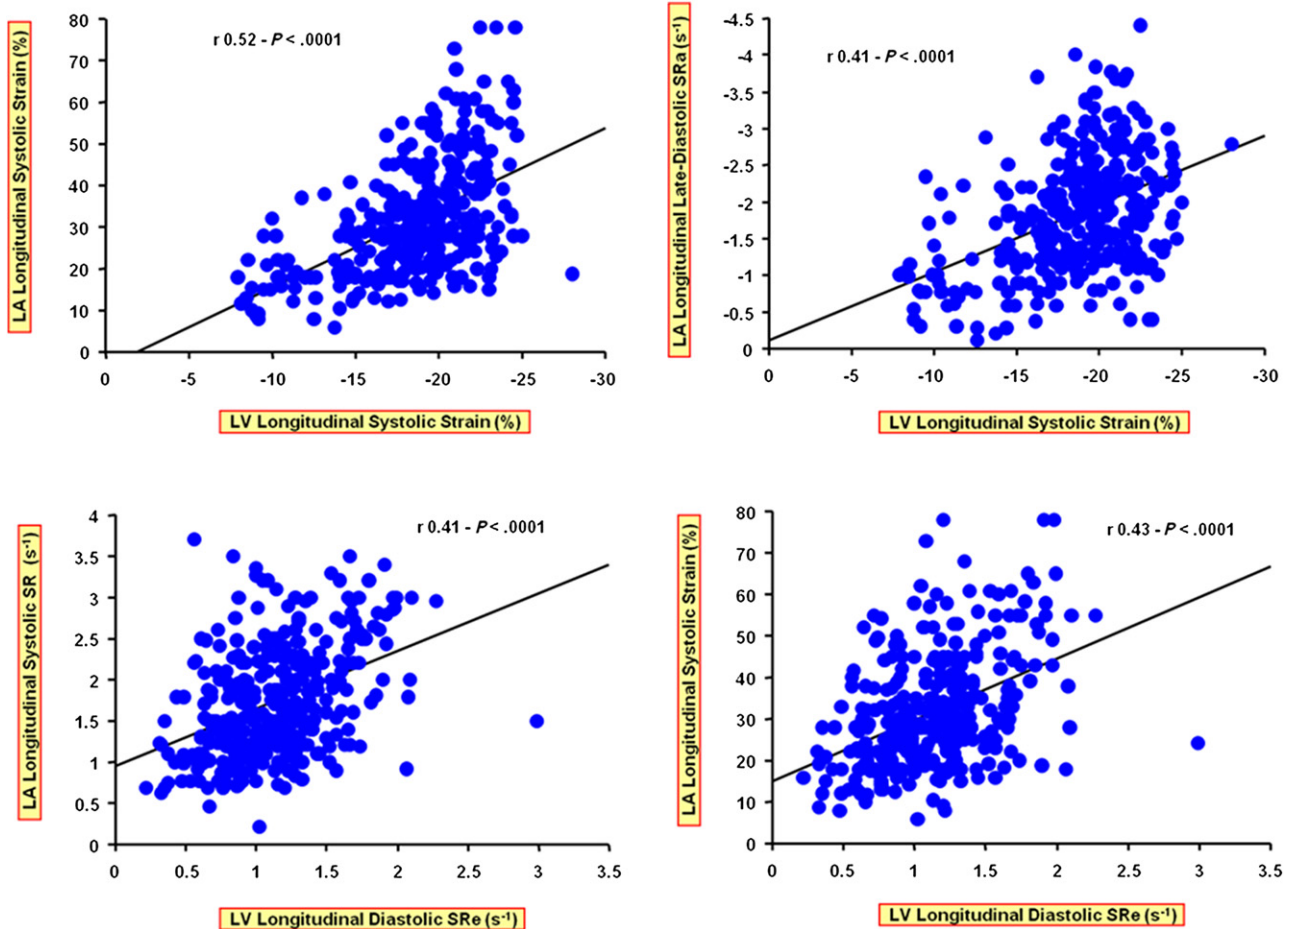 LA Longitudinal Systolic Strain (%)
80
70
60
50
40
30
20
10
0
r 0.52 - P < .0001
0 -5 -10 -15 -20 -25 -30
LV Longitudinal Systolic Strain (%)
LA Longitudinal Late-Diastolic SRa (s⁻¹)
-4.5
-4
-3.5
-3
-2.5
-2
-1.5
-1
-0.5
0
r 0.41 - P < .0001
0 -5 -10 -15 -20 -25 -30
LV Longitudinal Systolic Strain (%)
LA Longitudinal Systolic SR (s⁻¹)
4
3.5
3
2.5
2
1.5
1
0.5
0
r 0.41 - P < .0001
0 0.5 1 1.5 2 2.5 3 3.5
LV Longitudinal Diastolic SRe (s⁻¹)
LA Longitudinal Systolic Strain (%)
80
70
60
50
40
30
20
10
0
r 0.43 - P < .0001
0 0.5 1 1.5 2 2.5 3 3.5
LV Longitudinal Diastolic SRe (s⁻¹)